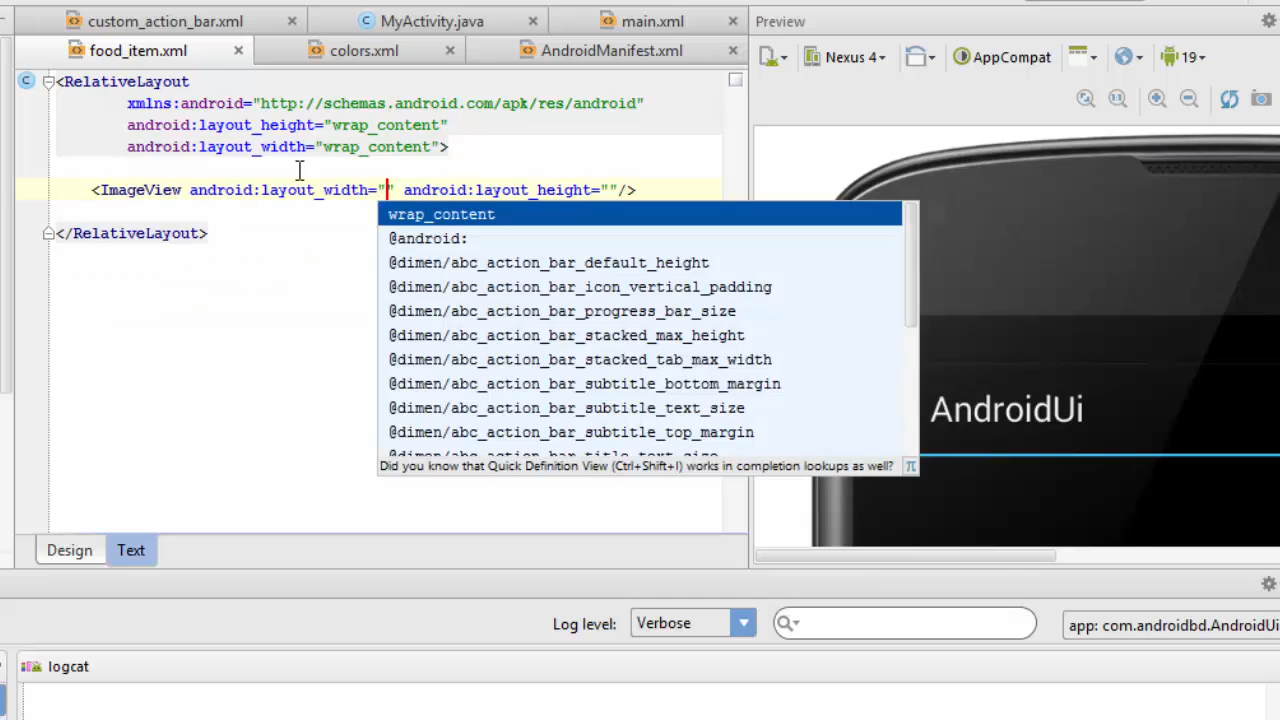 custom_action_bar.xml
MyActivity.java
main.xml
Preview
food_item.xml
colors.xml
AndroidManifest.xml
Nexus 4
AppCompat
19
<RelativeLayout
xmlns:android="http://schemas.android.com/apk/res/android"
android:layout_height="wrap_content"
android:layout_width="wrap_content">
<ImageView android:layout_width="" android:layout_height=""/>
</RelativeLayout>
wrap_content
@android:
@dimen/abc_action_bar_default_height
@dimen/abc_action_bar_icon_vertical_padding
@dimen/abc_action_bar_progress_bar_size
@dimen/abc_action_bar_stacked_max_height
@dimen/abc_action_bar_stacked_tab_max_width
@dimen/abc_action_bar_subtitle_bottom_margin
@dimen/abc_action_bar_subtitle_text_size
@dimen/abc_action_bar_subtitle_top_margin
@dimen/abc_action_bar_title_text_size
Did you know that Quick Definition View (Ctrl+Shift+I) works in completion lookups as well?
π
AndroidUi
Design
Text
Log level:
Verbose
app: com.androidbd.AndroidUi
logcat